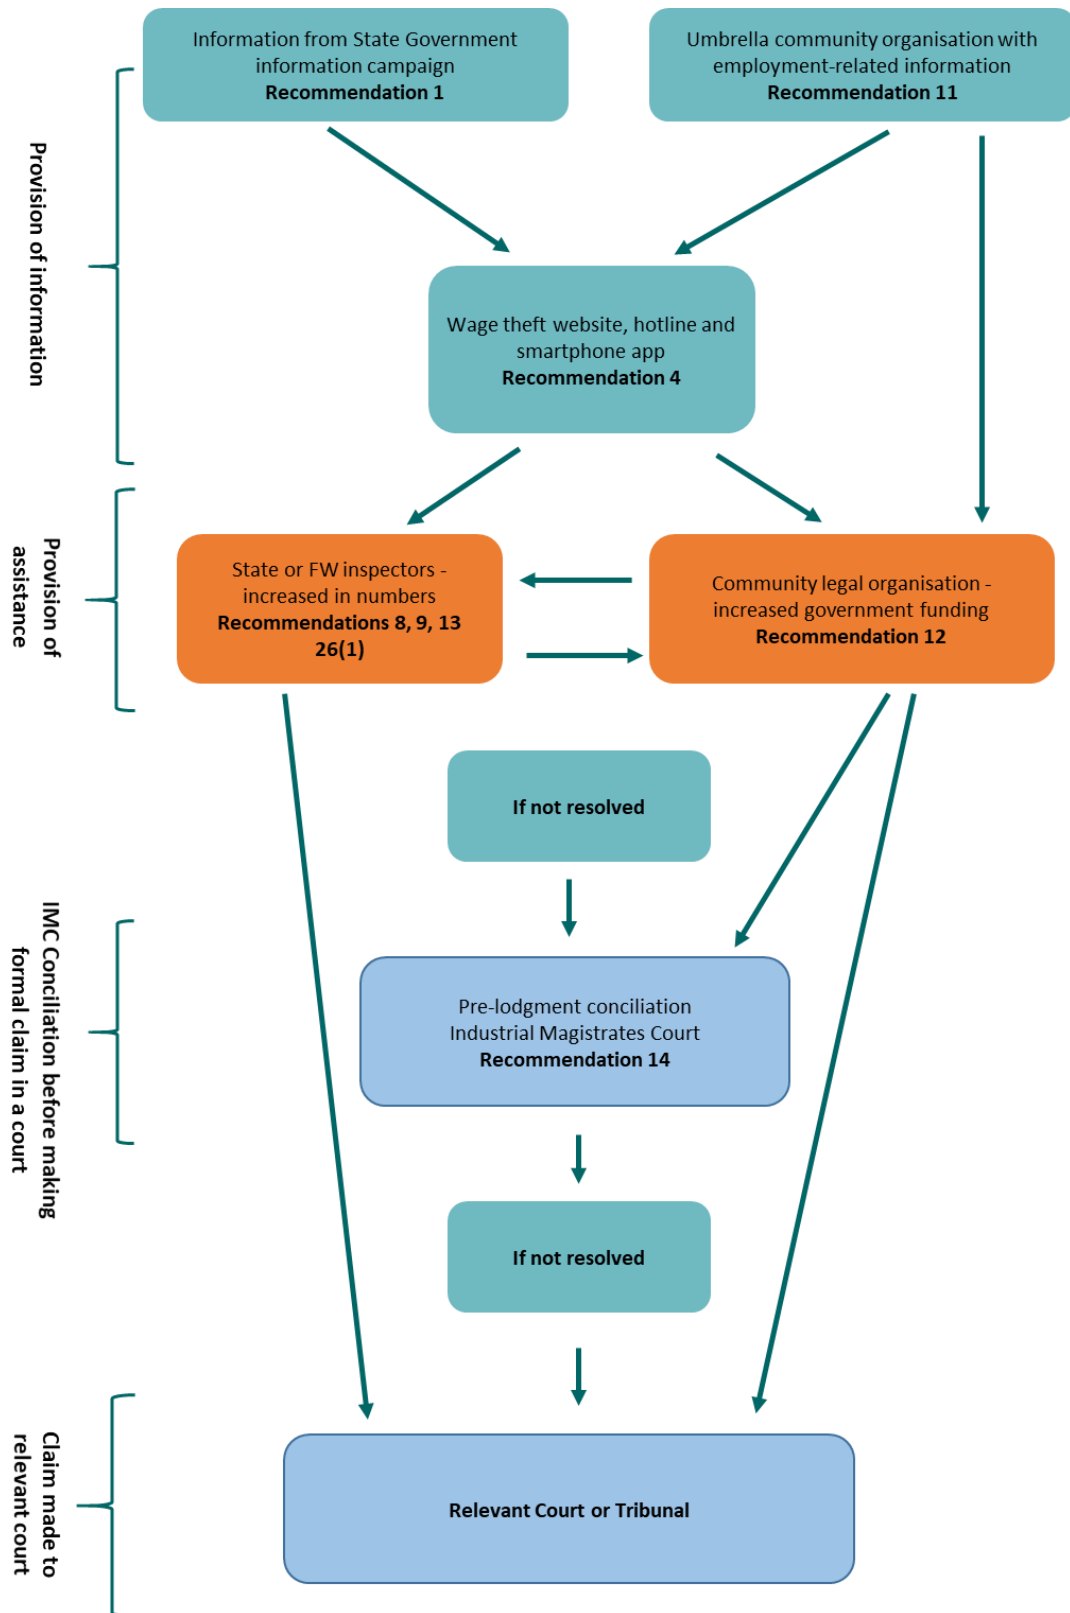 Information from State Government
information campaign
Recommendation 1
Umbrella community organisation with
employment-related information
Recommendation 11
Provision of information
Wage theft website, hotline and
smartphone app
Recommendation 4
Provision of
assistance
State or FW inspectors -
increased in numbers
Recommendations 8, 9, 13
26(1)
Community legal organisation -
increased government funding
Recommendation 12
If not resolved
IMC Conciliation before making
formal claim in a court
Pre-lodgment conciliation
Industrial Magistrates Court
Recommendation 14
If not resolved
Claim made to
relevant court
Relevant Court or Tribunal